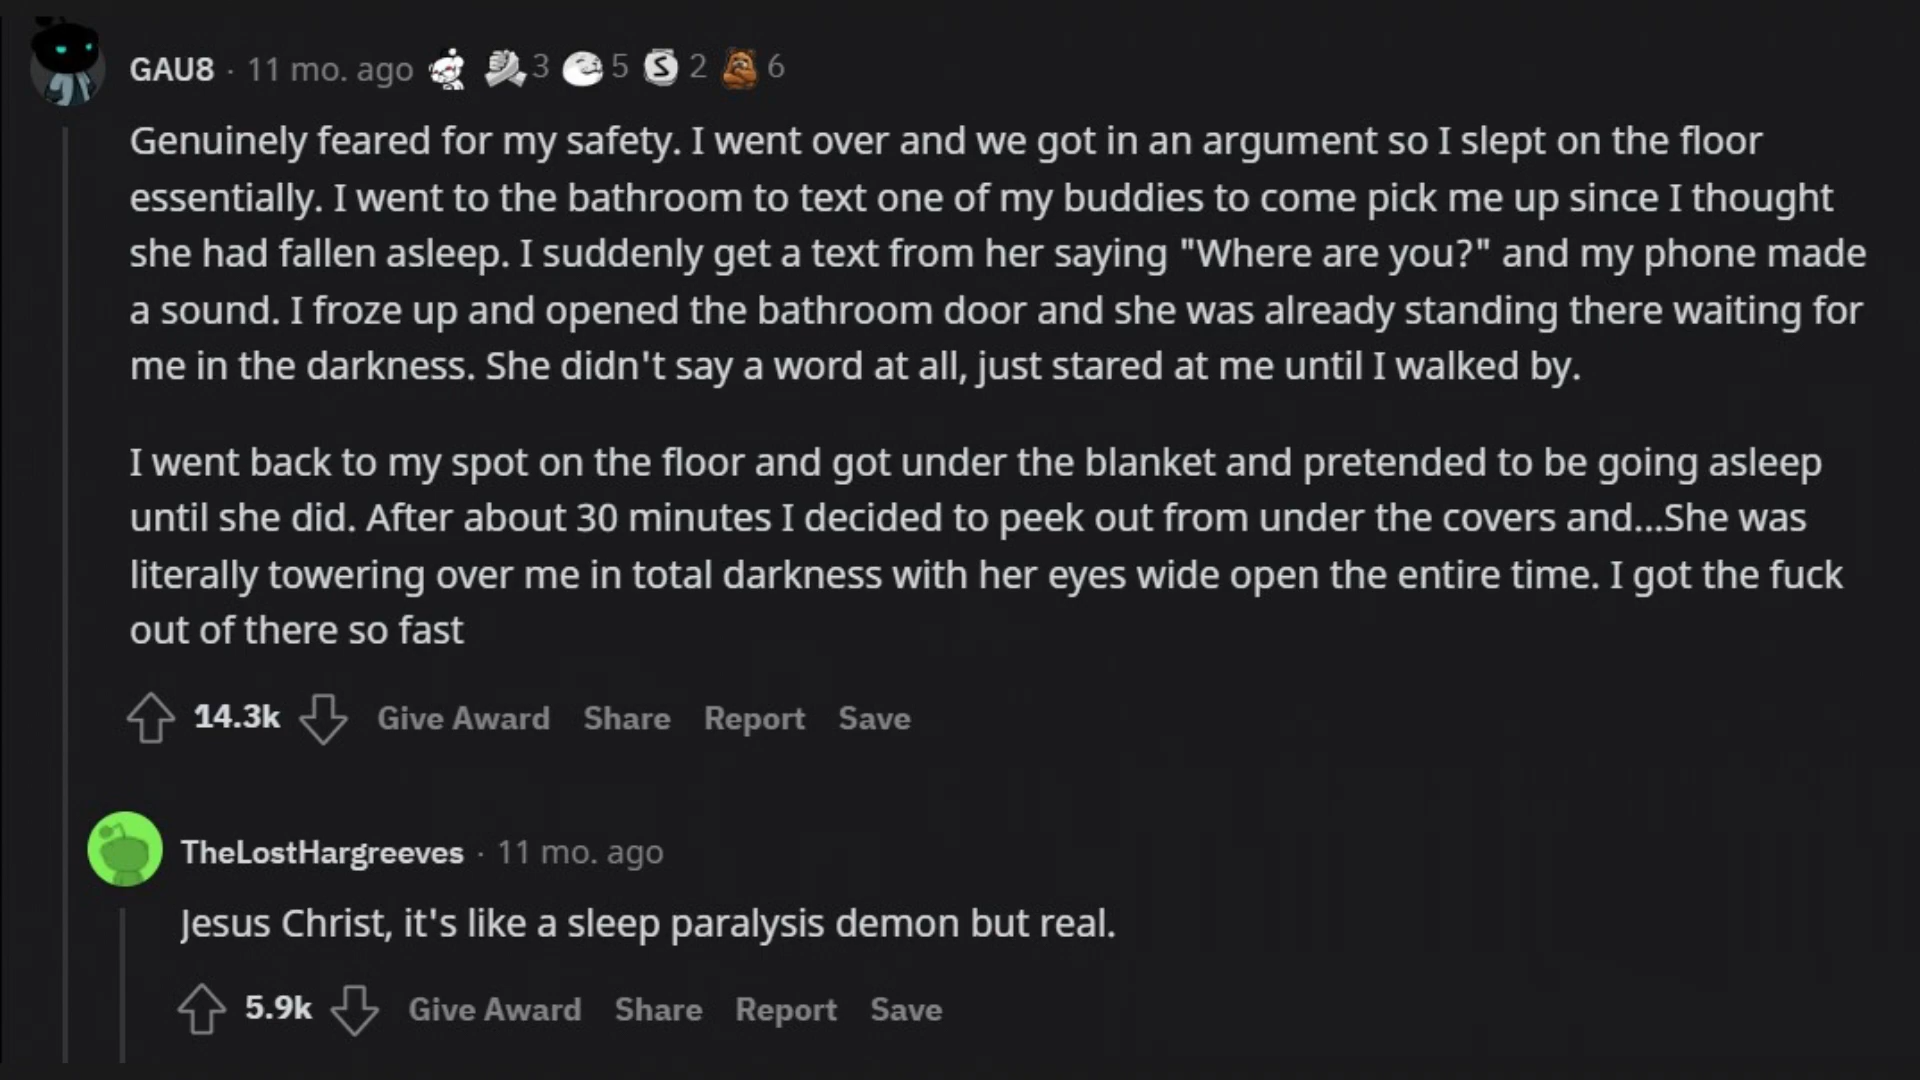 GAU8 · 11 mo. ago 3 5 S 2 6
Genuinely feared for my safety. I went over and we got in an argument so I slept on the floor
essentially. I went to the bathroom to text one of my buddies to come pick me up since I thought
she had fallen asleep. I suddenly get a text from her saying "Where are you?" and my phone made
a sound. I froze up and opened the bathroom door and she was already standing there waiting for
me in the darkness. She didn't say a word at all, just stared at me until I walked by.
I went back to my spot on the floor and got under the blanket and pretended to be going asleep
until she did. After about 30 minutes I decided to peek out from under the covers and...She was
literally towering over me in total darkness with her eyes wide open the entire time. I got the fuck
out of there so fast
14.3k Give Award Share Report Save
TheLostHargreeves · 11 mo. ago
Jesus Christ, it's like a sleep paralysis demon but real.
5.9k Give Award Share Report Save